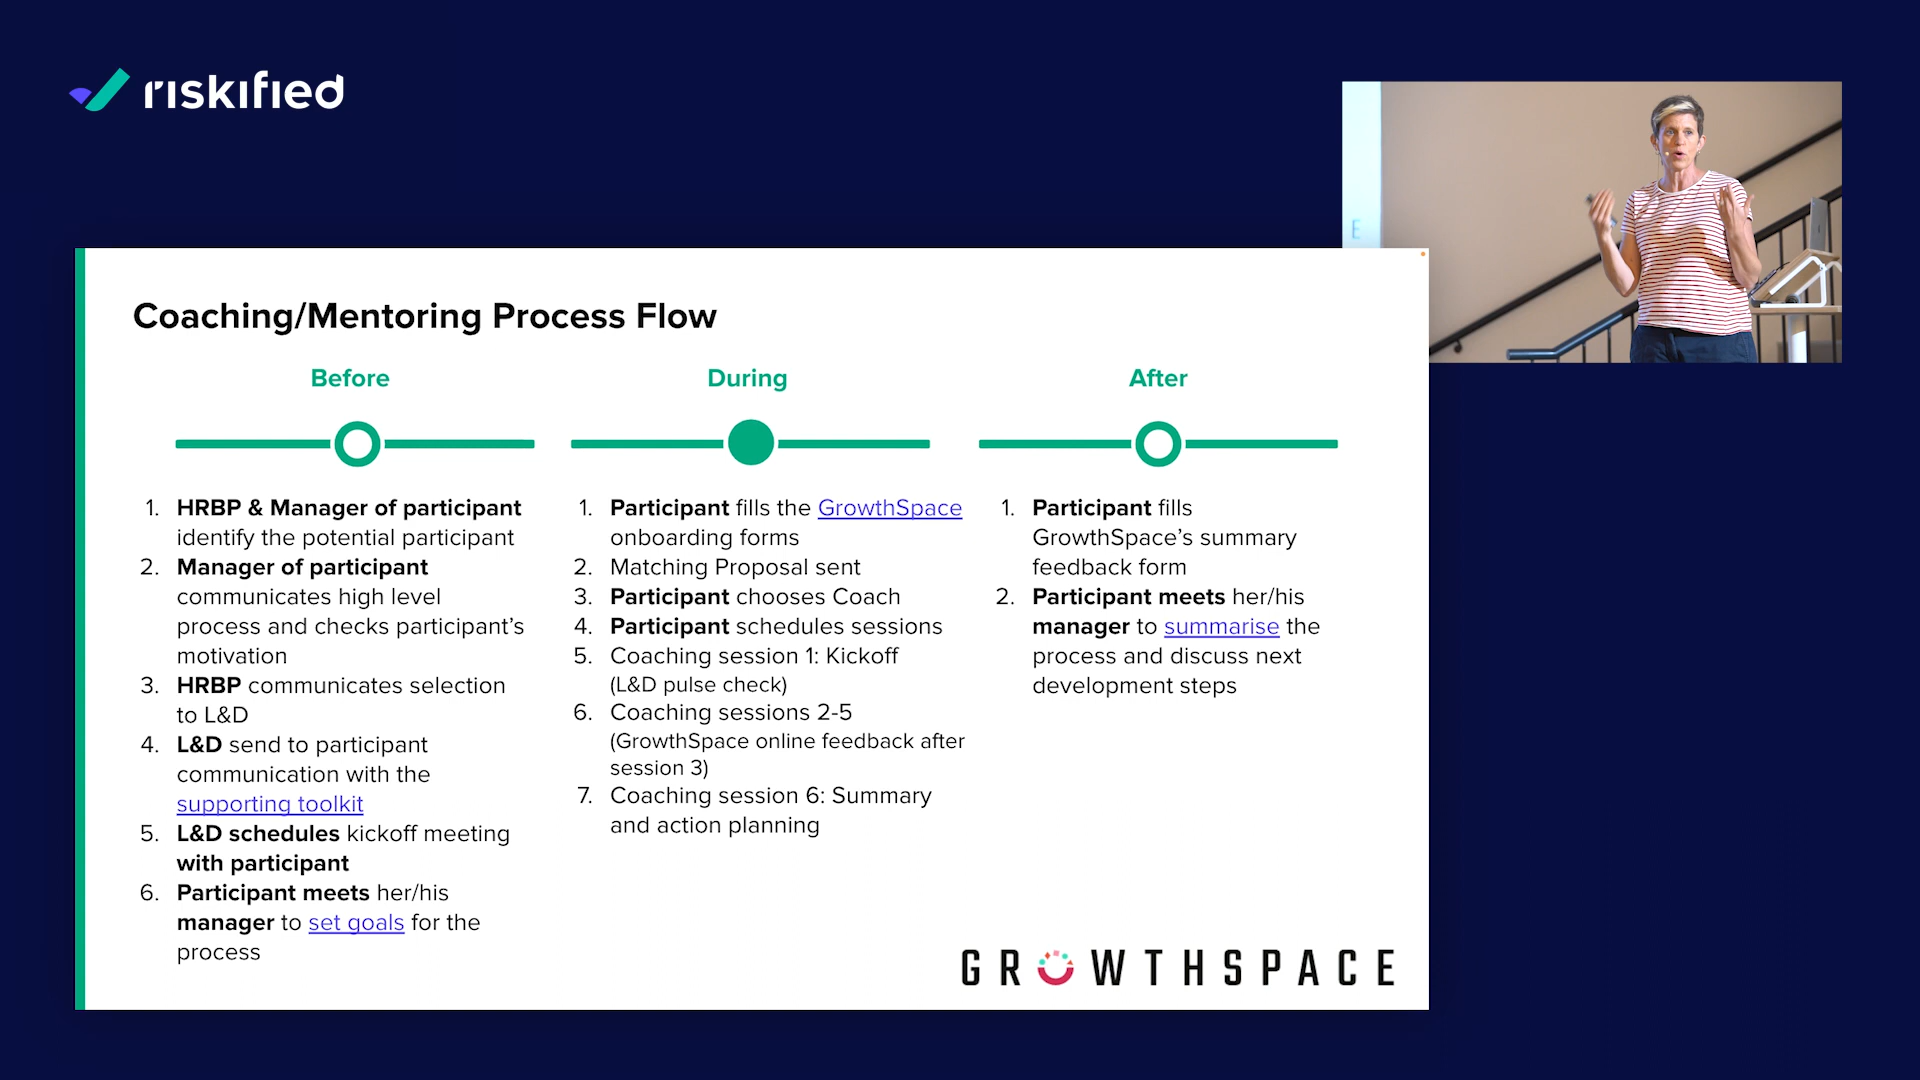 riskified
E
Coaching/Mentoring Process Flow
Before
1. HRBP & Manager of participant
identify the potential participant
2. Manager of participant
communicates high level
process and checks participant's
motivation
3. HRBP communicates selection
to L&D
4. L&D send to participant
communication with the
supporting toolkit
5. L&D schedules kickoff meeting
with participant
6. Participant meets her/his
manager to set goals for the
process
During
1. Participant fills the GrowthSpace
onboarding forms
2. Matching Proposal sent
3. Participant chooses Coach
4. Participant schedules sessions
5. Coaching session 1: Kickoff
(L&D pulse check)
6. Coaching sessions 2-5
(GrowthSpace online feedback after
session 3)
7. Coaching session 6: Summary
and action planning
After
1. Participant fills
GrowthSpace's summary
feedback form
2. Participant meets her/his
manager to summarise the
process and discuss next
development steps
GROWTHSPACE